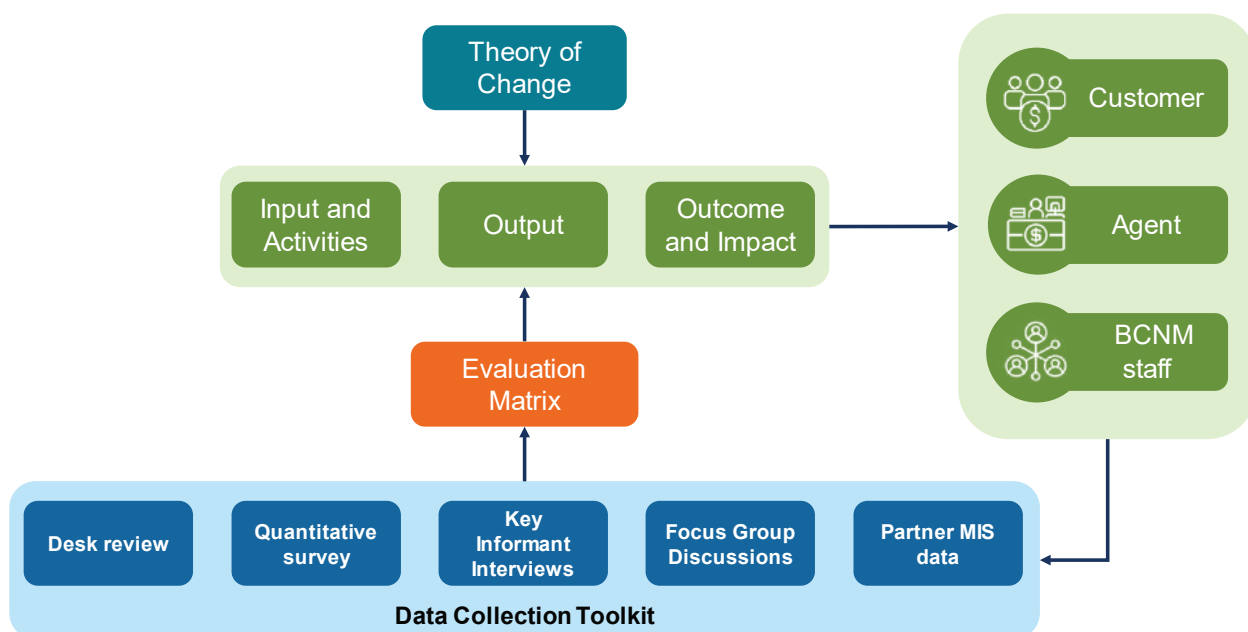 Theory of
Change
Input and
Activities
Output
Outcome
and Impact
Customer
Agent
BCNM
staff
Evaluation
Matrix
Desk review
Quantitative
survey
Key
Informant
Interviews
Focus Group
Discussions
Partner MIS
data
Data Collection Toolkit